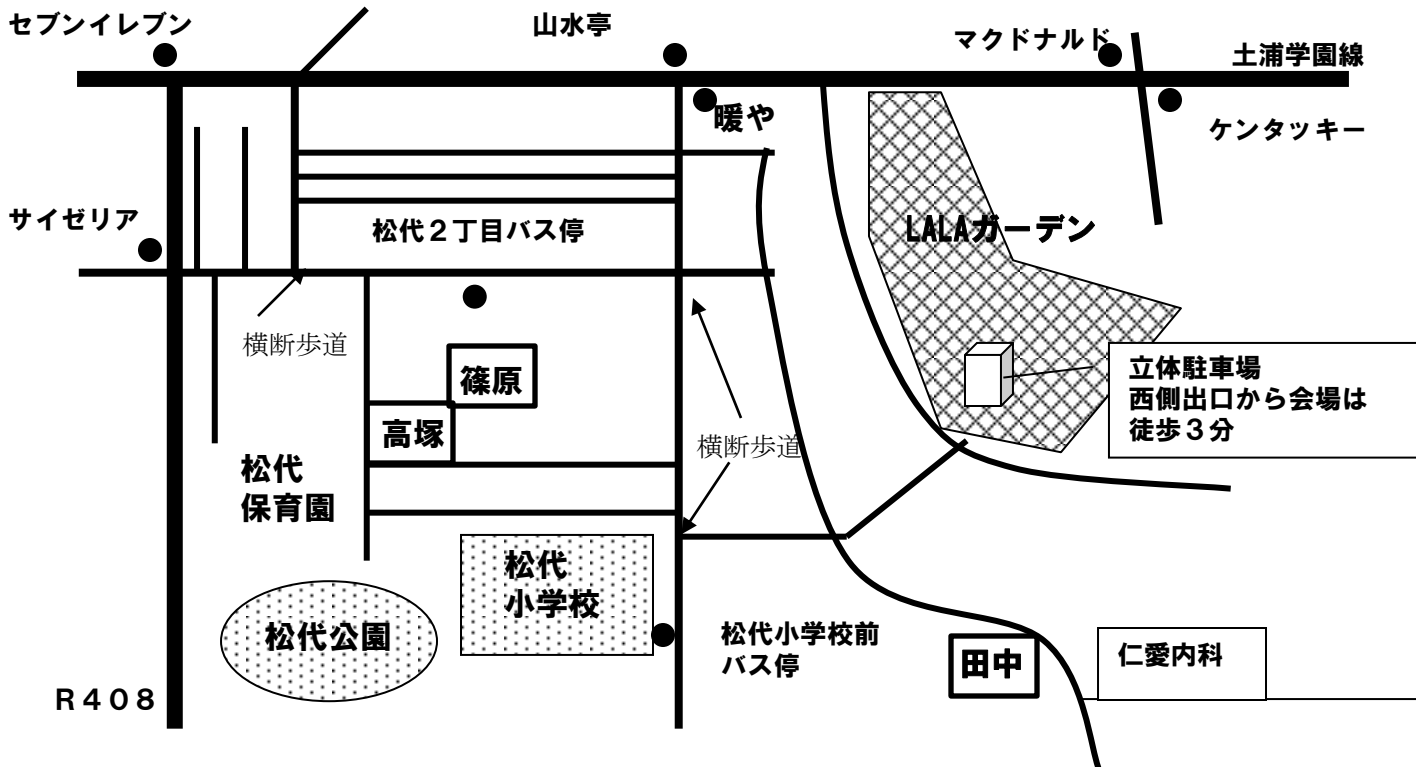 セブンイレブン
山水亭
マクドナルド
土浦学園線
暖や
ケンタッキー
サイゼリア
松代２丁目バス停
LALAガーデン
横断歩道
篠原
高塚
横断歩道
立体駐車場
西側出口から会場は
徒歩３分
松代
保育園
松代
小学校
松代公園
松代小学校前
バス停
田中
仁愛内科
Ｒ４０８